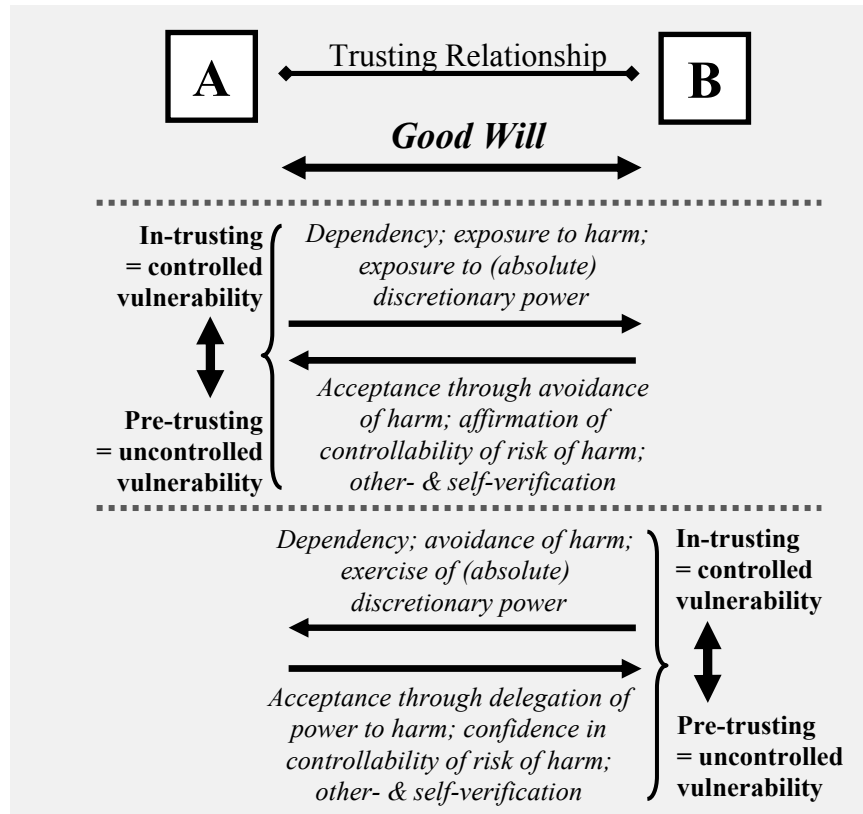 A
Trusting Relationship
B
Good Will
In-trusting
= controlled
vulnerability
Pre-trusting
= uncontrolled
vulnerability
Dependency; exposure to harm;
exposure to (absolute)
discretionary power
Acceptance through avoidance
of harm; affirmation of
controllability of risk of harm;
other- & self-verification
Dependency; avoidance of harm;
exercise of (absolute)
discretionary power
Acceptance through delegation of
power to harm; confidence in
controllability of risk of harm;
other- & self-verification
In-trusting
= controlled
vulnerability
Pre-trusting
= uncontrolled
vulnerability